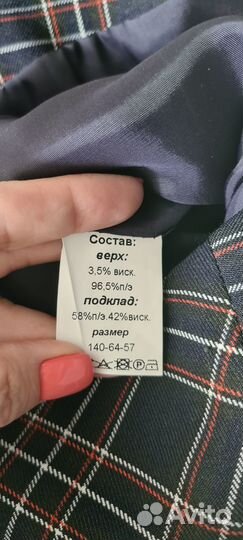 Состав:
верх:
3,5% виск.
96,5%п/э
подклад:
58%п/э.42%виск.
размер
140-64-57
Avito